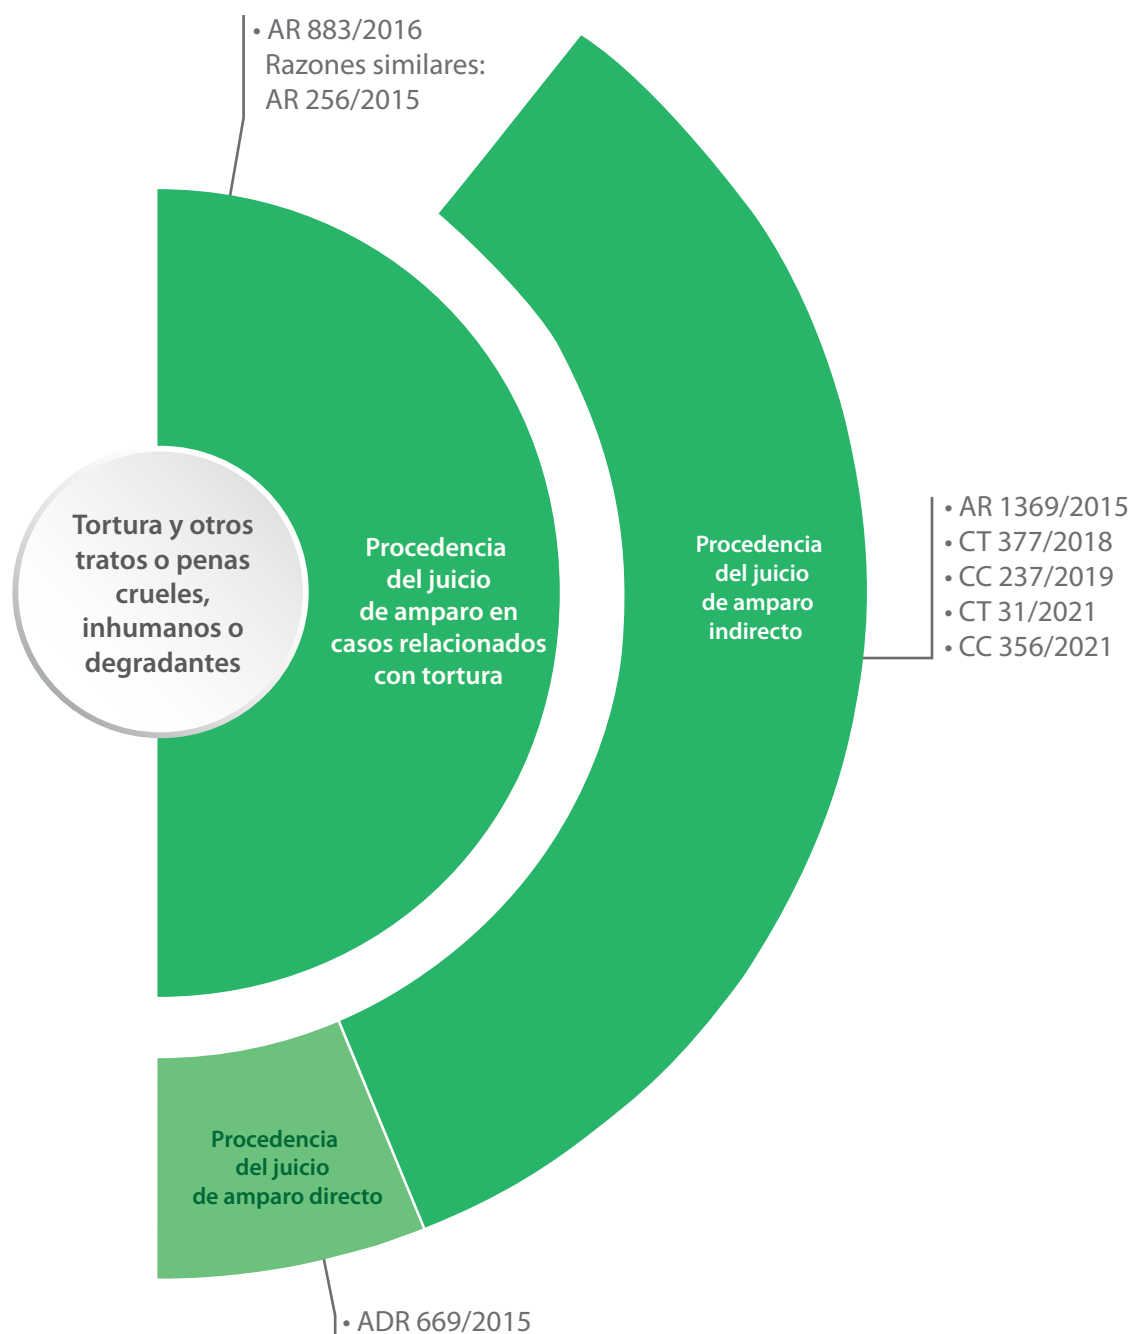 • AR 883/2016
Razones similares:
AR 256/2015
Tortura y otros
tratos o penas
crueles,
inhumanos o
degradantes
Procedencia
del juicio
de amparo en
casos relacionados
con tortura
Procedencia
del juicio
de amparo
indirecto
• AR 1369/2015
• CT 377/2018
• CC 237/2019
• CT 31/2021
• CC 356/2021
Procedencia
del juicio
de amparo directo
• ADR 669/2015